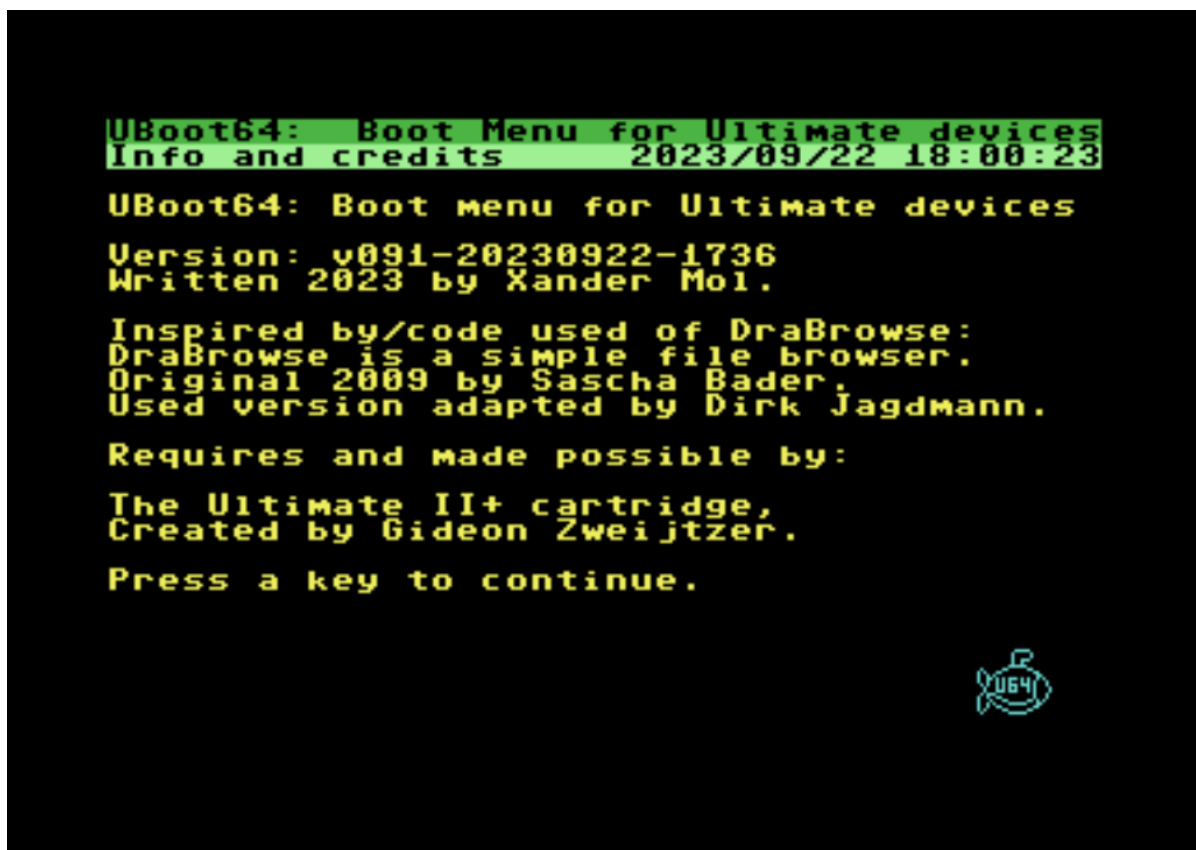 UBoot64:  Boot Menu for Ultimate devices
Info and credits     2023/09/22 18:00:23
UBoot64: Boot menu for Ultimate devices
Version: v091-20230922-1736
Written 2023 by Xander Mol.
Inspired by/code used of DraBrowse:
DraBrowse is a simple file browser.
Original 2009 by Sascha Bader.
Used version adapted by Dirk Jagdmann.
Requires and made possible by:
The Ultimate II+ cartridge,
Created by Gideon Zweijtzer.
Press a key to continue.
U64